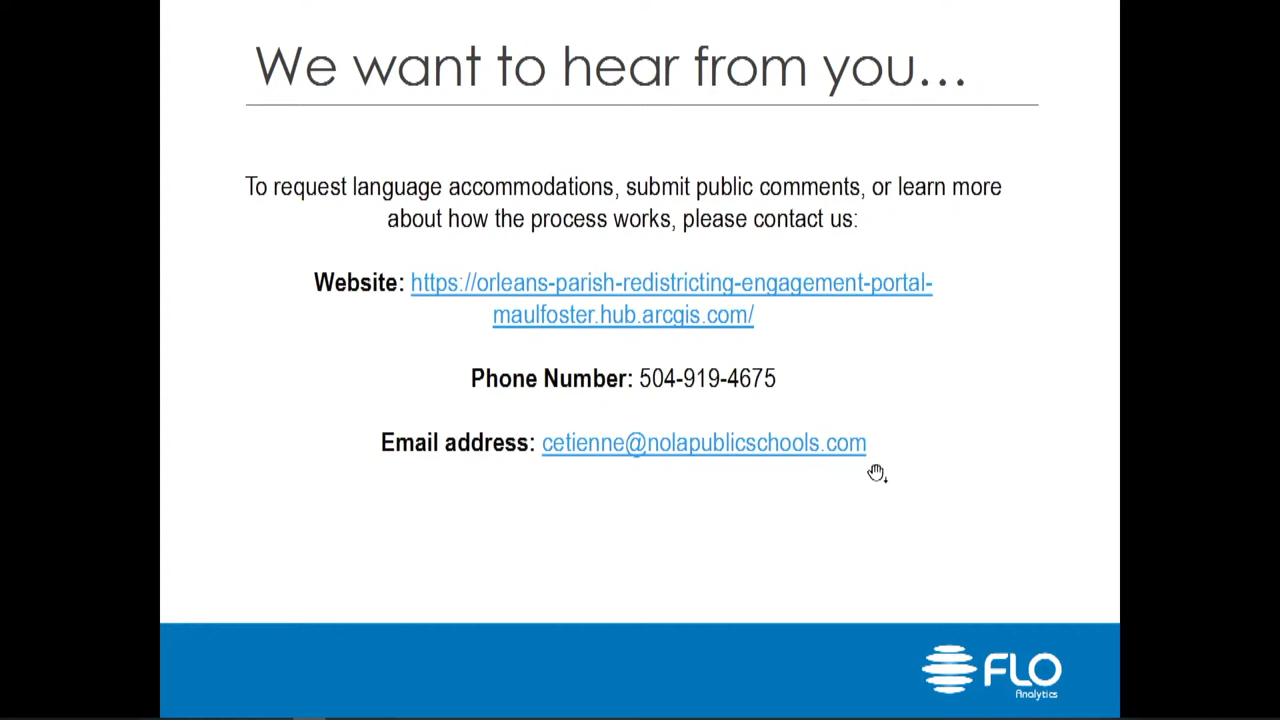 We want to hear from you...
To request language accommodations, submit public comments, or learn more
about how the process works, please contact us:
Website: https://orleans-parish-redistricting-engagement-portal-
maulfoster.hub.arcgis.com/
Phone Number: 504-919-4675
Email address: cetienne@nolapublicschools.com
FLO
Analytics